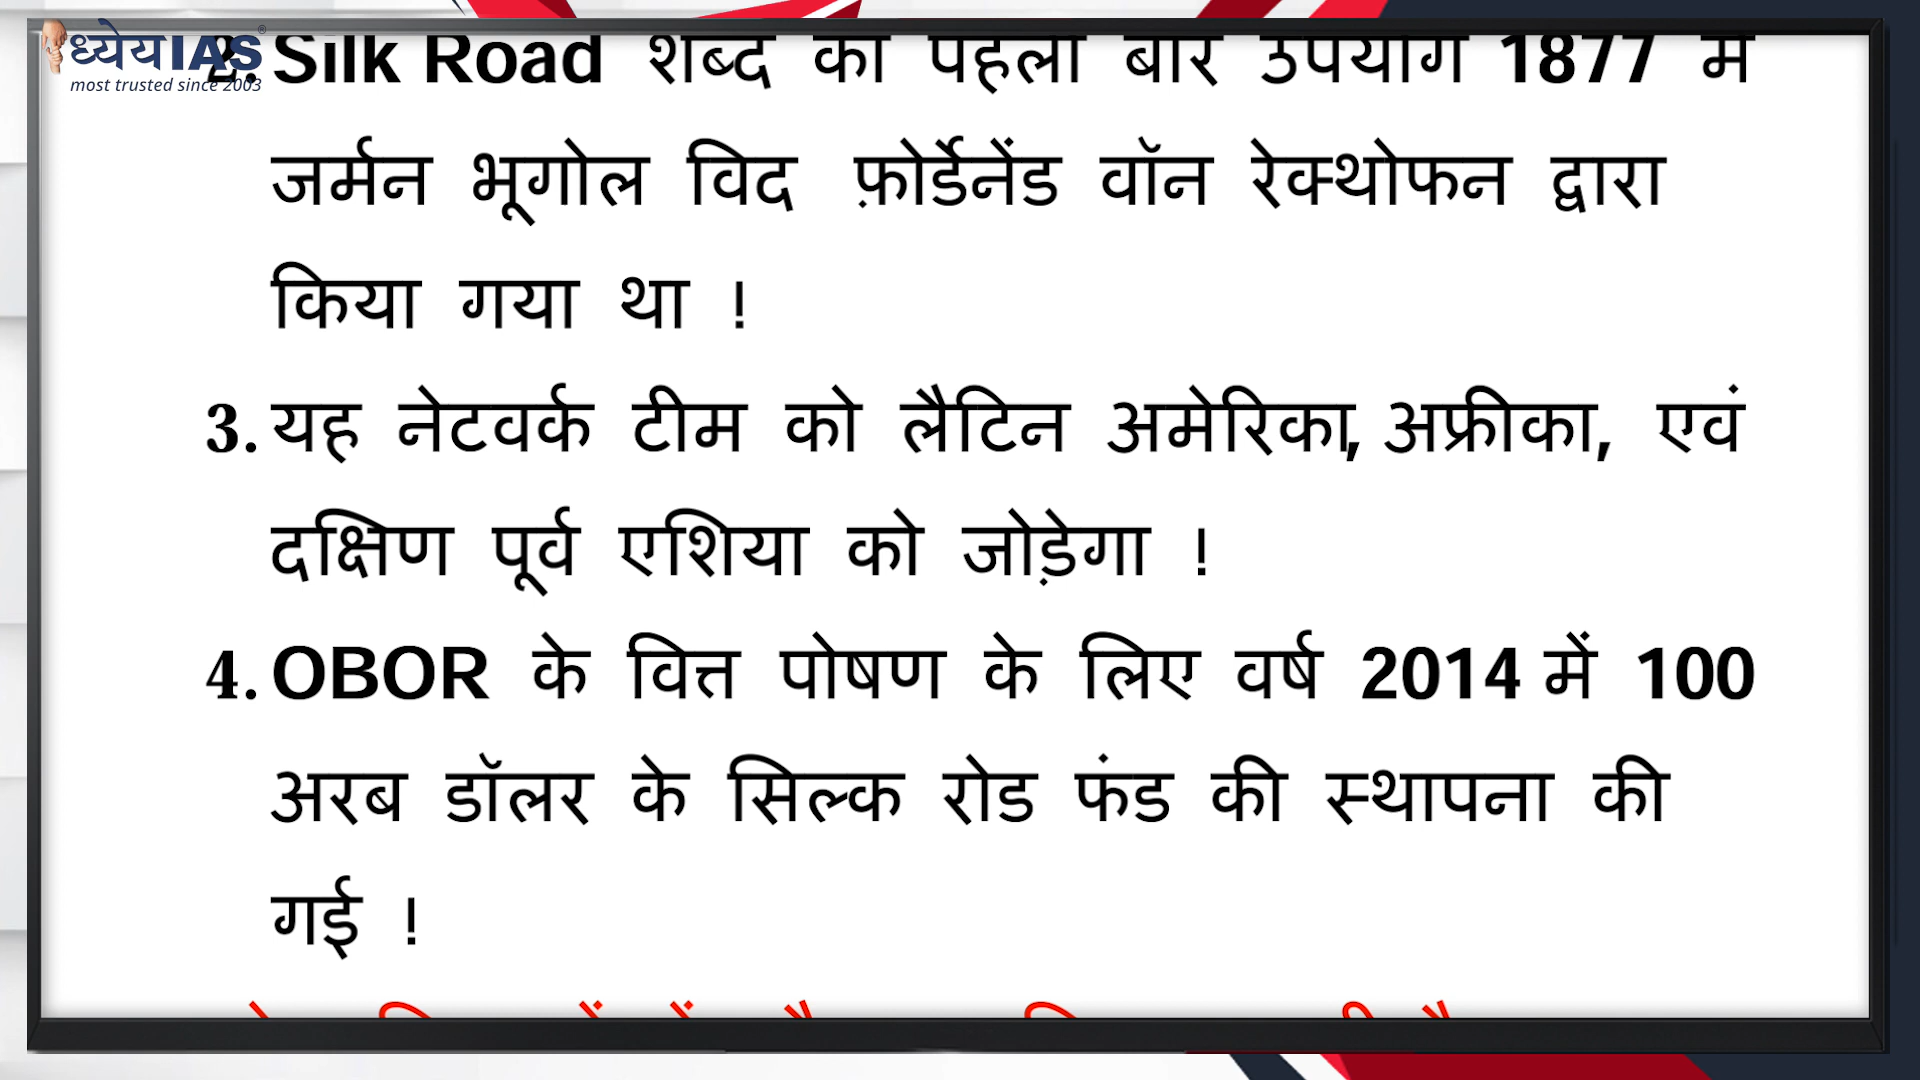 ध्येय IAS®
most trusted since 2003
2. Silk Road शब्द का पहला बार उपयोग 1877 में
जर्मन भूगोल विद फ़ोर्डेनेंड वॉन रेक्थोफन द्वारा
किया गया था !
3. यह नेटवर्क टीम को लैटिन अमेरिका, अफ्रीका, एवं
दक्षिण पूर्व एशिया को जोड़ेगा !
4. OBOR के वित्त पोषण के लिए वर्ष 2014 में 100
अरब डॉलर के सिल्क रोड फंड की स्थापना की
गई !